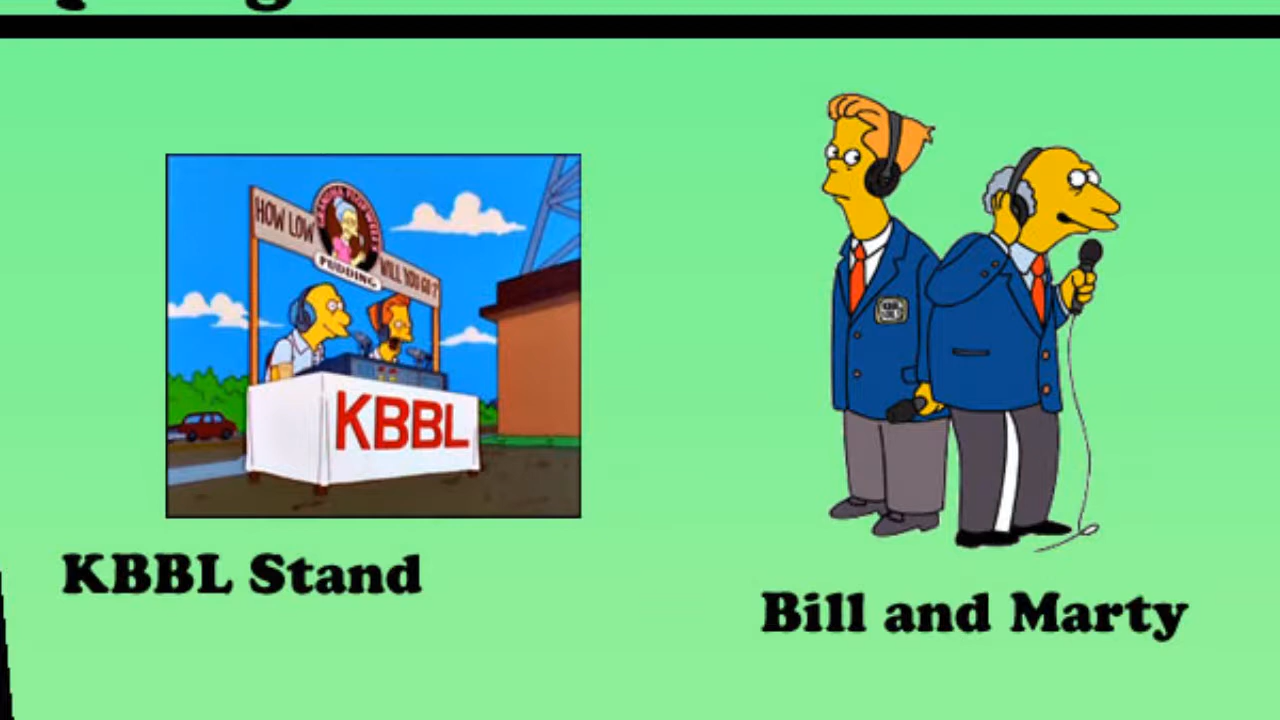 HOW LOW
PUDDING
WILL YOU GO?
KBBL
KBBL Stand
Bill and Marty